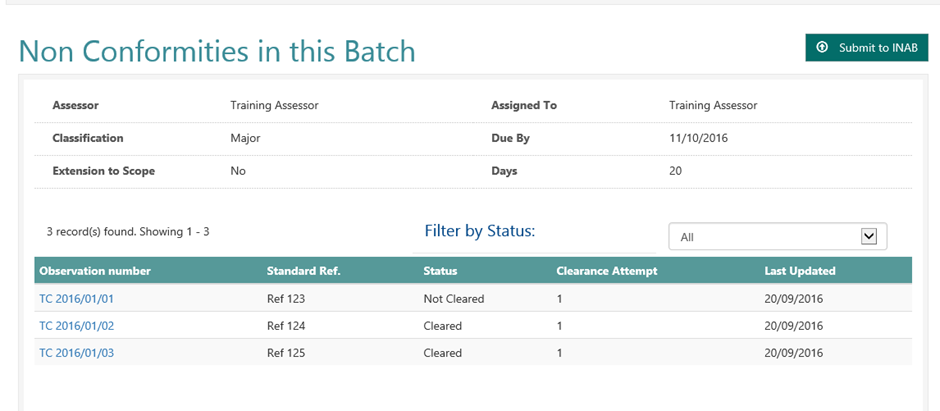 Non Conformities in this Batch
Submit to INAB
Assessor Training Assessor Assigned To Training Assessor
Classification Major Due By 11/10/2016
Extension to Scope No Days 20
3 record(s) found. Showing 1 - 3 Filter by Status: All
Observation number Standard Ref. Status Clearance Attempt Last Updated
TC 2016/01/01 Ref 123 Not Cleared 1 20/09/2016
TC 2016/01/02 Ref 124 Cleared 1 20/09/2016
TC 2016/01/03 Ref 125 Cleared 1 20/09/2016